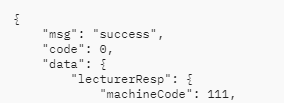 {
    "msg": "success",
    "code": 0,
    "data": {
        "lecturerResp": {
            "machineCode": 111,